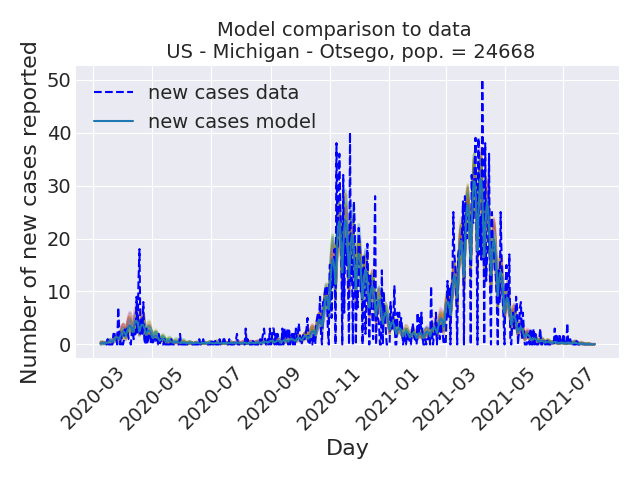 Model comparison to data
US - Michigan - Otsego, pop. = 24668
Number of new cases reported
50
40
30
20
10
0
new cases data
new cases model
2020-03
2020-05
2020-07
2020-09
2020-11
2021-01
2021-03
2021-05
2021-07
Day